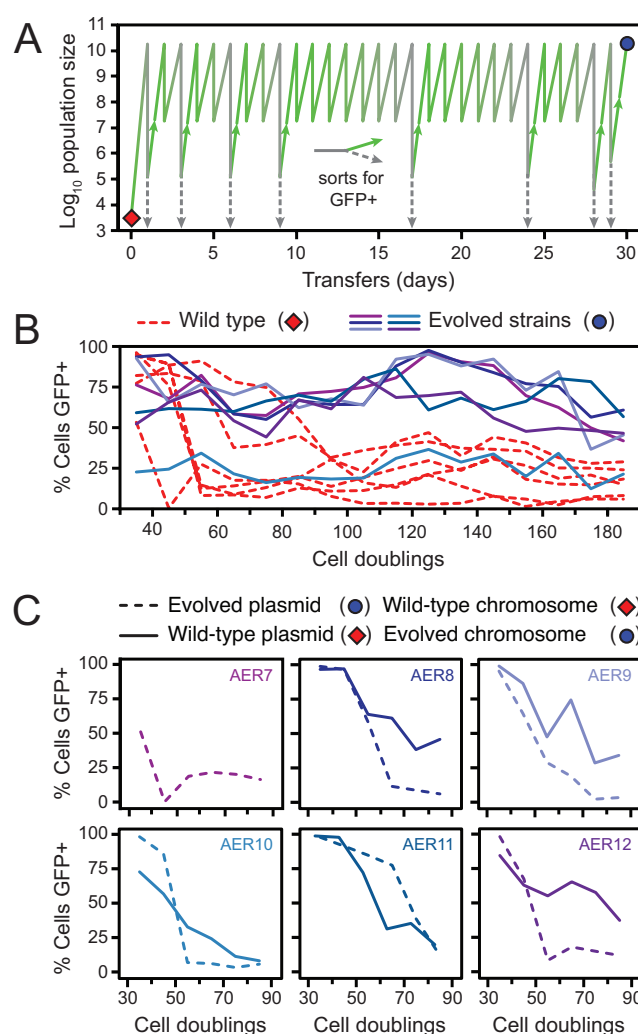 A
Log10 population size
11
10
9
8
7
6
5
4
3
sorts for
GFP+
0 5 10 15 20 25 30
Transfers (days)
B
Wild type ( ) Evolved strains ( )
% Cells GFP+
100
75
50
25
0
40 60 80 100 120 140 160 180
Cell doublings
C
Evolved plasmid ( ) Wild-type chromosome ( )
Wild-type plasmid ( ) Evolved chromosome ( )
% Cells GFP+
100
75
50
25
0
AER7 AER8 AER9
% Cells GFP+
100
75
50
25
0
AER10 AER11 AER12
30 50 70 90 30 50 70 90 30 50 70 90
Cell doublings Cell doublings Cell doublings